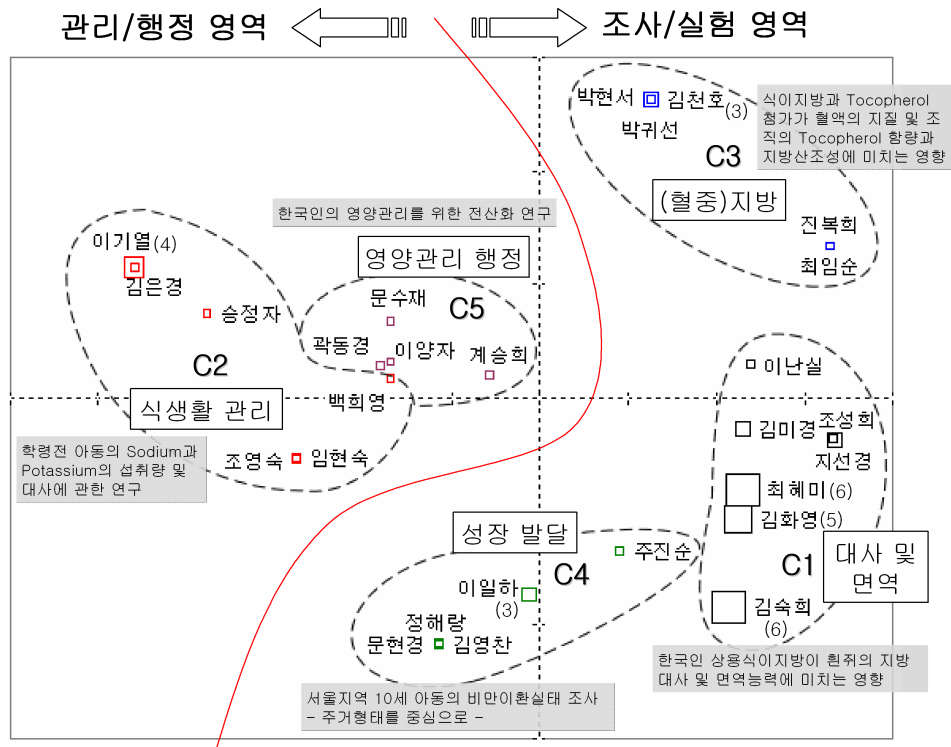 관리/행정 영역
조사/실험 영역
박현서
김천호(3)
박귀선
C3
식이지방과 Tocopherol
첨가가 혈액의 지질 및 조
직의 Tocopherol 함량과
지방산조성에 미치는 영향
(혈중)지방
진복희
최임순
한국인의 영양관리를 위한 전산화 연구
영양관리 행정
문수재
C5
곽동경
이양자
계승희
이기열(4)
김은경
승정자
C2
백희영
식생활 관리
조영숙
임현숙
학령전 아동의 Sodium과
Potassium의 섭취량 및
대사에 관한 연구
이난실
김미경
조성희
지선경
최혜미(6)
김화영(5)
C1
대사 및
면역
김숙희
(6)
한국인 상용식이지방이 흰쥐의 지방
대사 및 면역능력에 미치는 영향
성장 발달
주진순
C4
이일하
(3)
정해랑
문현경
김영찬
서울지역 10세 아동의 비만이환실태 조사
- 주거형태를 중심으로 -